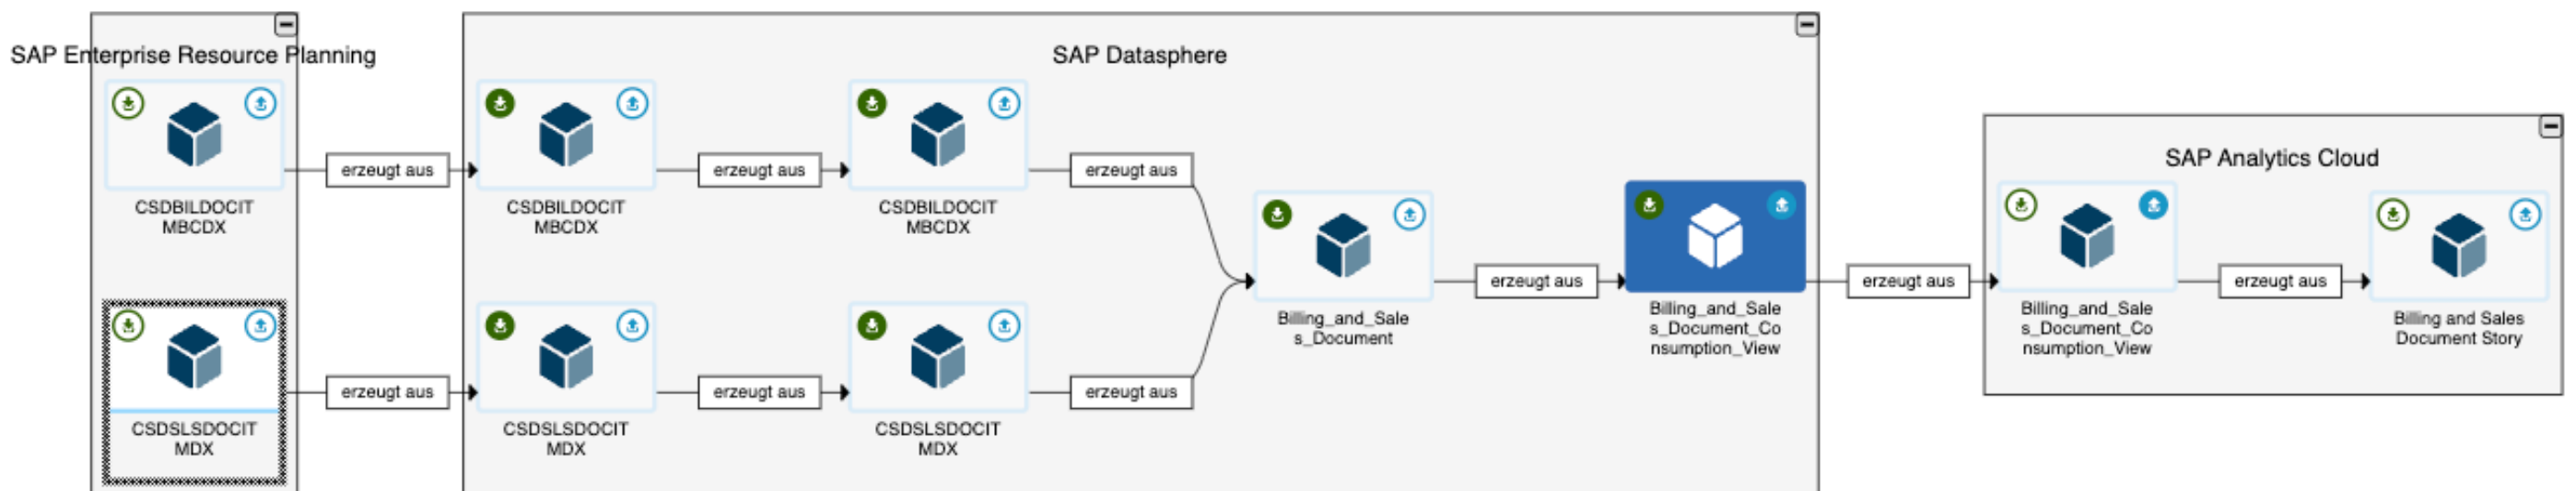 SAP Enterprise Resource Planning
SAP Datasphere
SAP Analytics Cloud
CSDBILDOCIT
MBCDX
erzeugt aus
CSDBILDOCIT
MBCDX
erzeugt aus
CSDBILDOCIT
MBCDX
erzeugt aus
CSDSLSDOCIT
MDX
erzeugt aus
CSDSLSDOCIT
MDX
erzeugt aus
CSDSLSDOCIT
MDX
erzeugt aus
Billing_and_Sale
s_Document
erzeugt aus
Billing_and_Sale
s_Document_Co
nsumption_View
erzeugt aus
Billing_and_Sale
s_Document_Co
nsumption_View
erzeugt aus
Billing and Sales
Document Story